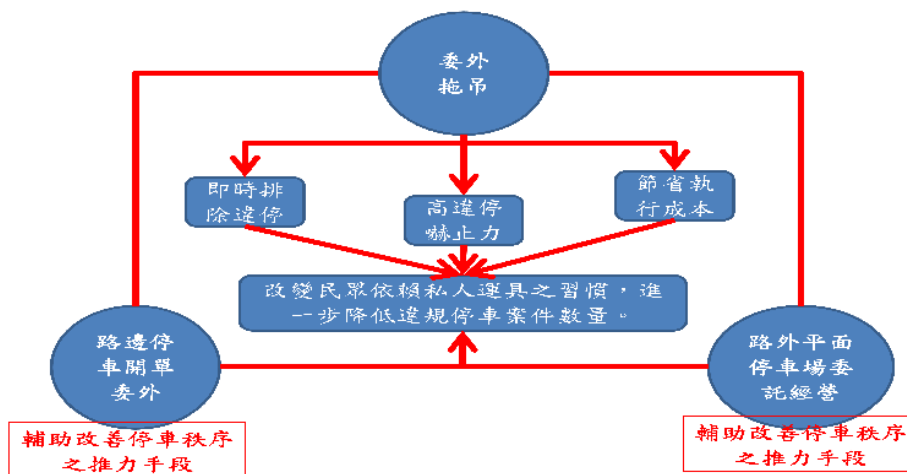 委外
拖吊
即時排
除違停
高違停
嚇止力
節省執
行成本
改變民眾依賴私人運具之習慣，進
一步降低違規停車案件數量。
路邊停
車開單
委外
路外平面
停車場委
託經營
輔助改善停車秩序
之推力手段
輔助改善停車秩序
之推力手段